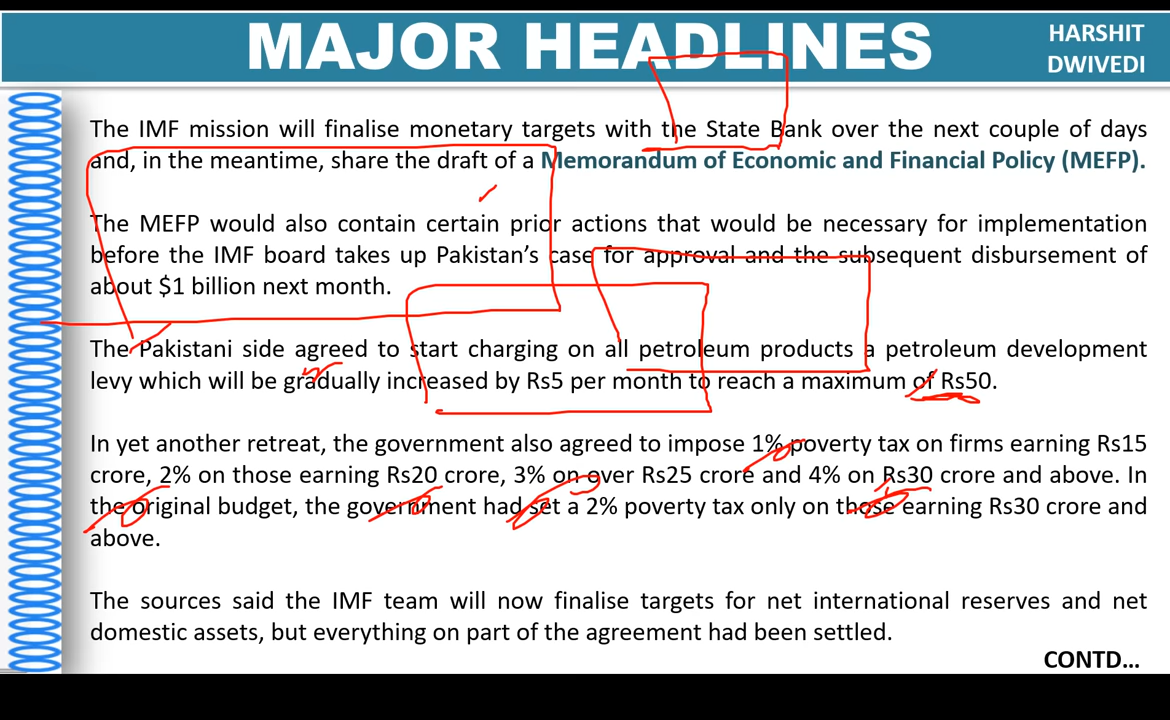 MAJOR HEADLINES
HARSHIT
DWIVEDI
The IMF mission will finalise monetary targets with the State Bank over the next couple of days
and, in the meantime, share the draft of a Memorandum of Economic and Financial Policy (MEFP).
The MEFP would also contain certain prior actions that would be necessary for implementation
before the IMF board takes up Pakistan's case for approval and the subsequent disbursement of
about $1 billion next month.
The Pakistani side agreed to start charging on all petroleum products a petroleum development
levy which will be gradually increased by Rs5 per month to reach a maximum of Rs50.
In yet another retreat, the government also agreed to impose 1% poverty tax on firms earning Rs15
crore, 2% on those earning Rs20 crore, 3% on over Rs25 crore and 4% on Rs30 crore and above. In
the original budget, the government had set a 2% poverty tax only on those earning Rs30 crore and
above.
The sources said the IMF team will now finalise targets for net international reserves and net
domestic assets, but everything on part of the agreement had been settled.
CONTD...